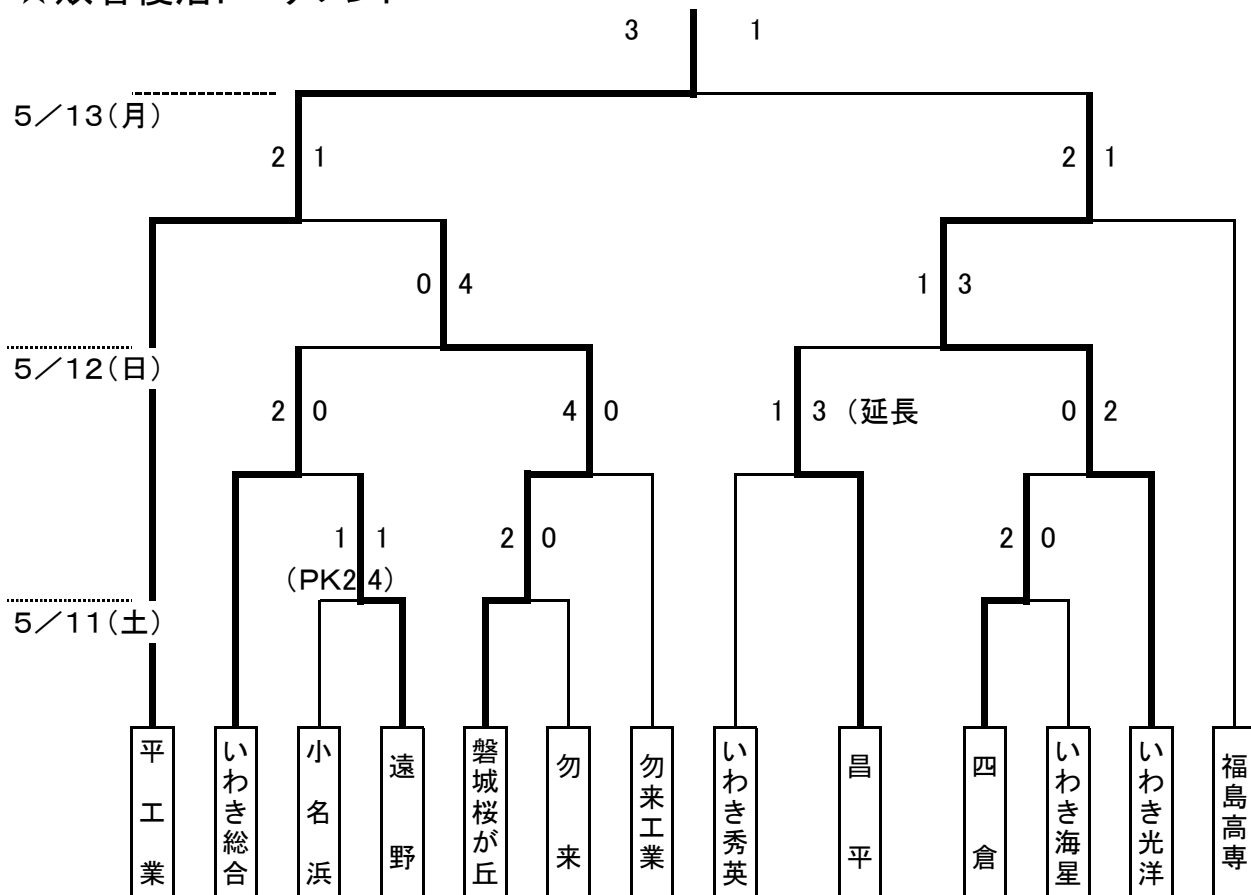 3 1
5/13(月)
2 1 2 1
0 4 1 3
5/12(日)
2 0 4 0 1 3 (延長 0 2
1 1 2 0 2 0
(PK2 4)
5/11(土)
平工業
いわき総合
小名浜
遠野
磐城桜が丘
勿来
勿来工業
いわき秀英
昌平
四倉
いわき海星
いわき光洋
福島高専